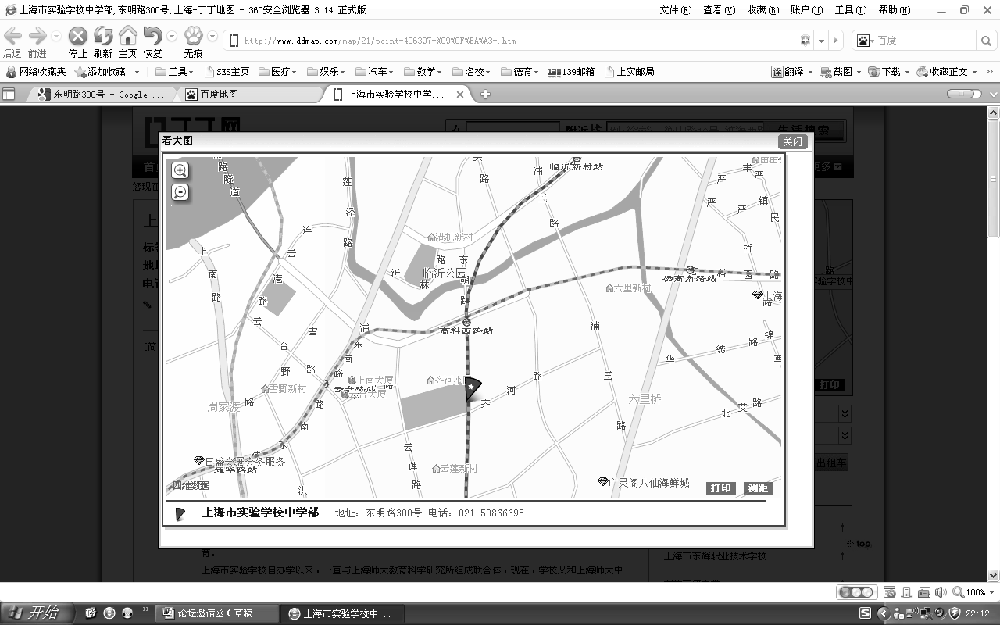 上海市实验学校中学部,东明路300号,上海-丁丁地图 - 360安全浏览器 3.14 正式版
文件(F) 查看(V) 收藏(B) 账户(U) 工具(T) 帮助(H)
http://www.ddmap.com/map/21/point-406397-%C9%CF%BA%A3-.htm
百度
后退 前进 停止 刷新 主页 恢复 无痕
网络收藏夹 添加收藏 工具 SES主页 医疗 娱乐 汽车 教学 名校 德育 139邮箱 上实邮局 翻译 截图 下载 收藏正文
东明路300号 - Google ... 百度地图 上海市实验学校中学...
看大图 关闭
隧道
路
莲泾路
浦三路
临沂新村站
连云港路
上南路
港机新村
东明路
沂林路
临沂公园
杨高南路站
六里新村
高科西路站
云台路
雪野路
雪野新村
浦东南路
上南大厦
云台大厦
周家渡
齐河路
六里桥
华绣路
锦尊
北艾路
严民
镇
桥
科西路
上海
日盛会展会务服务
耀华路站
四维数据
洪
云莲路
云莲新村
浦三路
广灵阁八仙海鲜城
打印 测距
上海市实验学校中学部 地址: 东明路300号 电话: 021-50866695
育。
上海市实验学校自办学以来，一直与上海师大教育科学研究所组成联合体，现在，学校又和上海师大中
上海市东辉职业技术学校
生活搜索
打印
出租车
top
100%
开始 论坛邀请函（草稿... 上海市实验学校中... 22:12